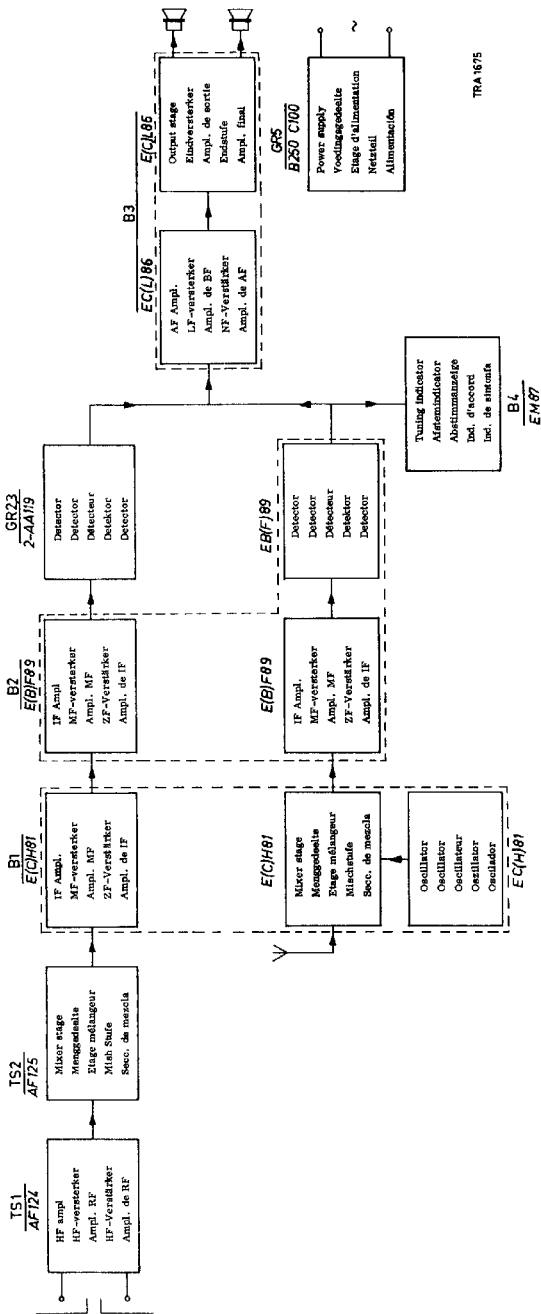 TS1
AF124
HF ampl
HF-versterker
Ampl. RF
HF-Verstärker
Ampl. de RF
TS2
AF125
Mixer stage
Menggedeelte
Etage mélangeur
Mish Stufe
Secc. de mezcla
B1
E(C)H81
IF Ampl.
MF-versterker
Ampl. MF
ZF-Verstärker
Ampl. de IF
B2
E(B)F89
IF Ampl
MF-versterker
Ampl. MF
ZF-Verstärker
Ampl. de IF
GR2,3
2-AA119
Detector
Detector
Détecteur
Detektor
Detector
E(C)H81
Mixer stage
Menggedeelte
Etage mélangeur
Mischstufe
Secc. de mezcla
Oscillator
Oscillator
Oscillateur
Oszillator
Oscilador
EC(H)81
E(B)F89
IF Ampl.
MF-versterker
Ampl. MF
ZF-Verstärker
Ampl. de IF
EB(F)89
Detector
Detector
Détecteur
Detektor
Detector
Tuning indicator
Afstemindicator
Abstimmanzeige
Ind. d'accord
Ind. de sintonía
B4
EM87
B3
EC(L)86
AF Ampl.
LF-versterker
Ampl. de BF
NF-Verstärker
Ampl. de AF
E(C)L86
Output stage
Eindversterker
Ampl. de sortie
Endstufe
Ampl. final
GR5
B250 C100
Power supply
Voedingsgedeelte
Etage d'alimentation
Netzteil
Alimentación
~
TRA 1675